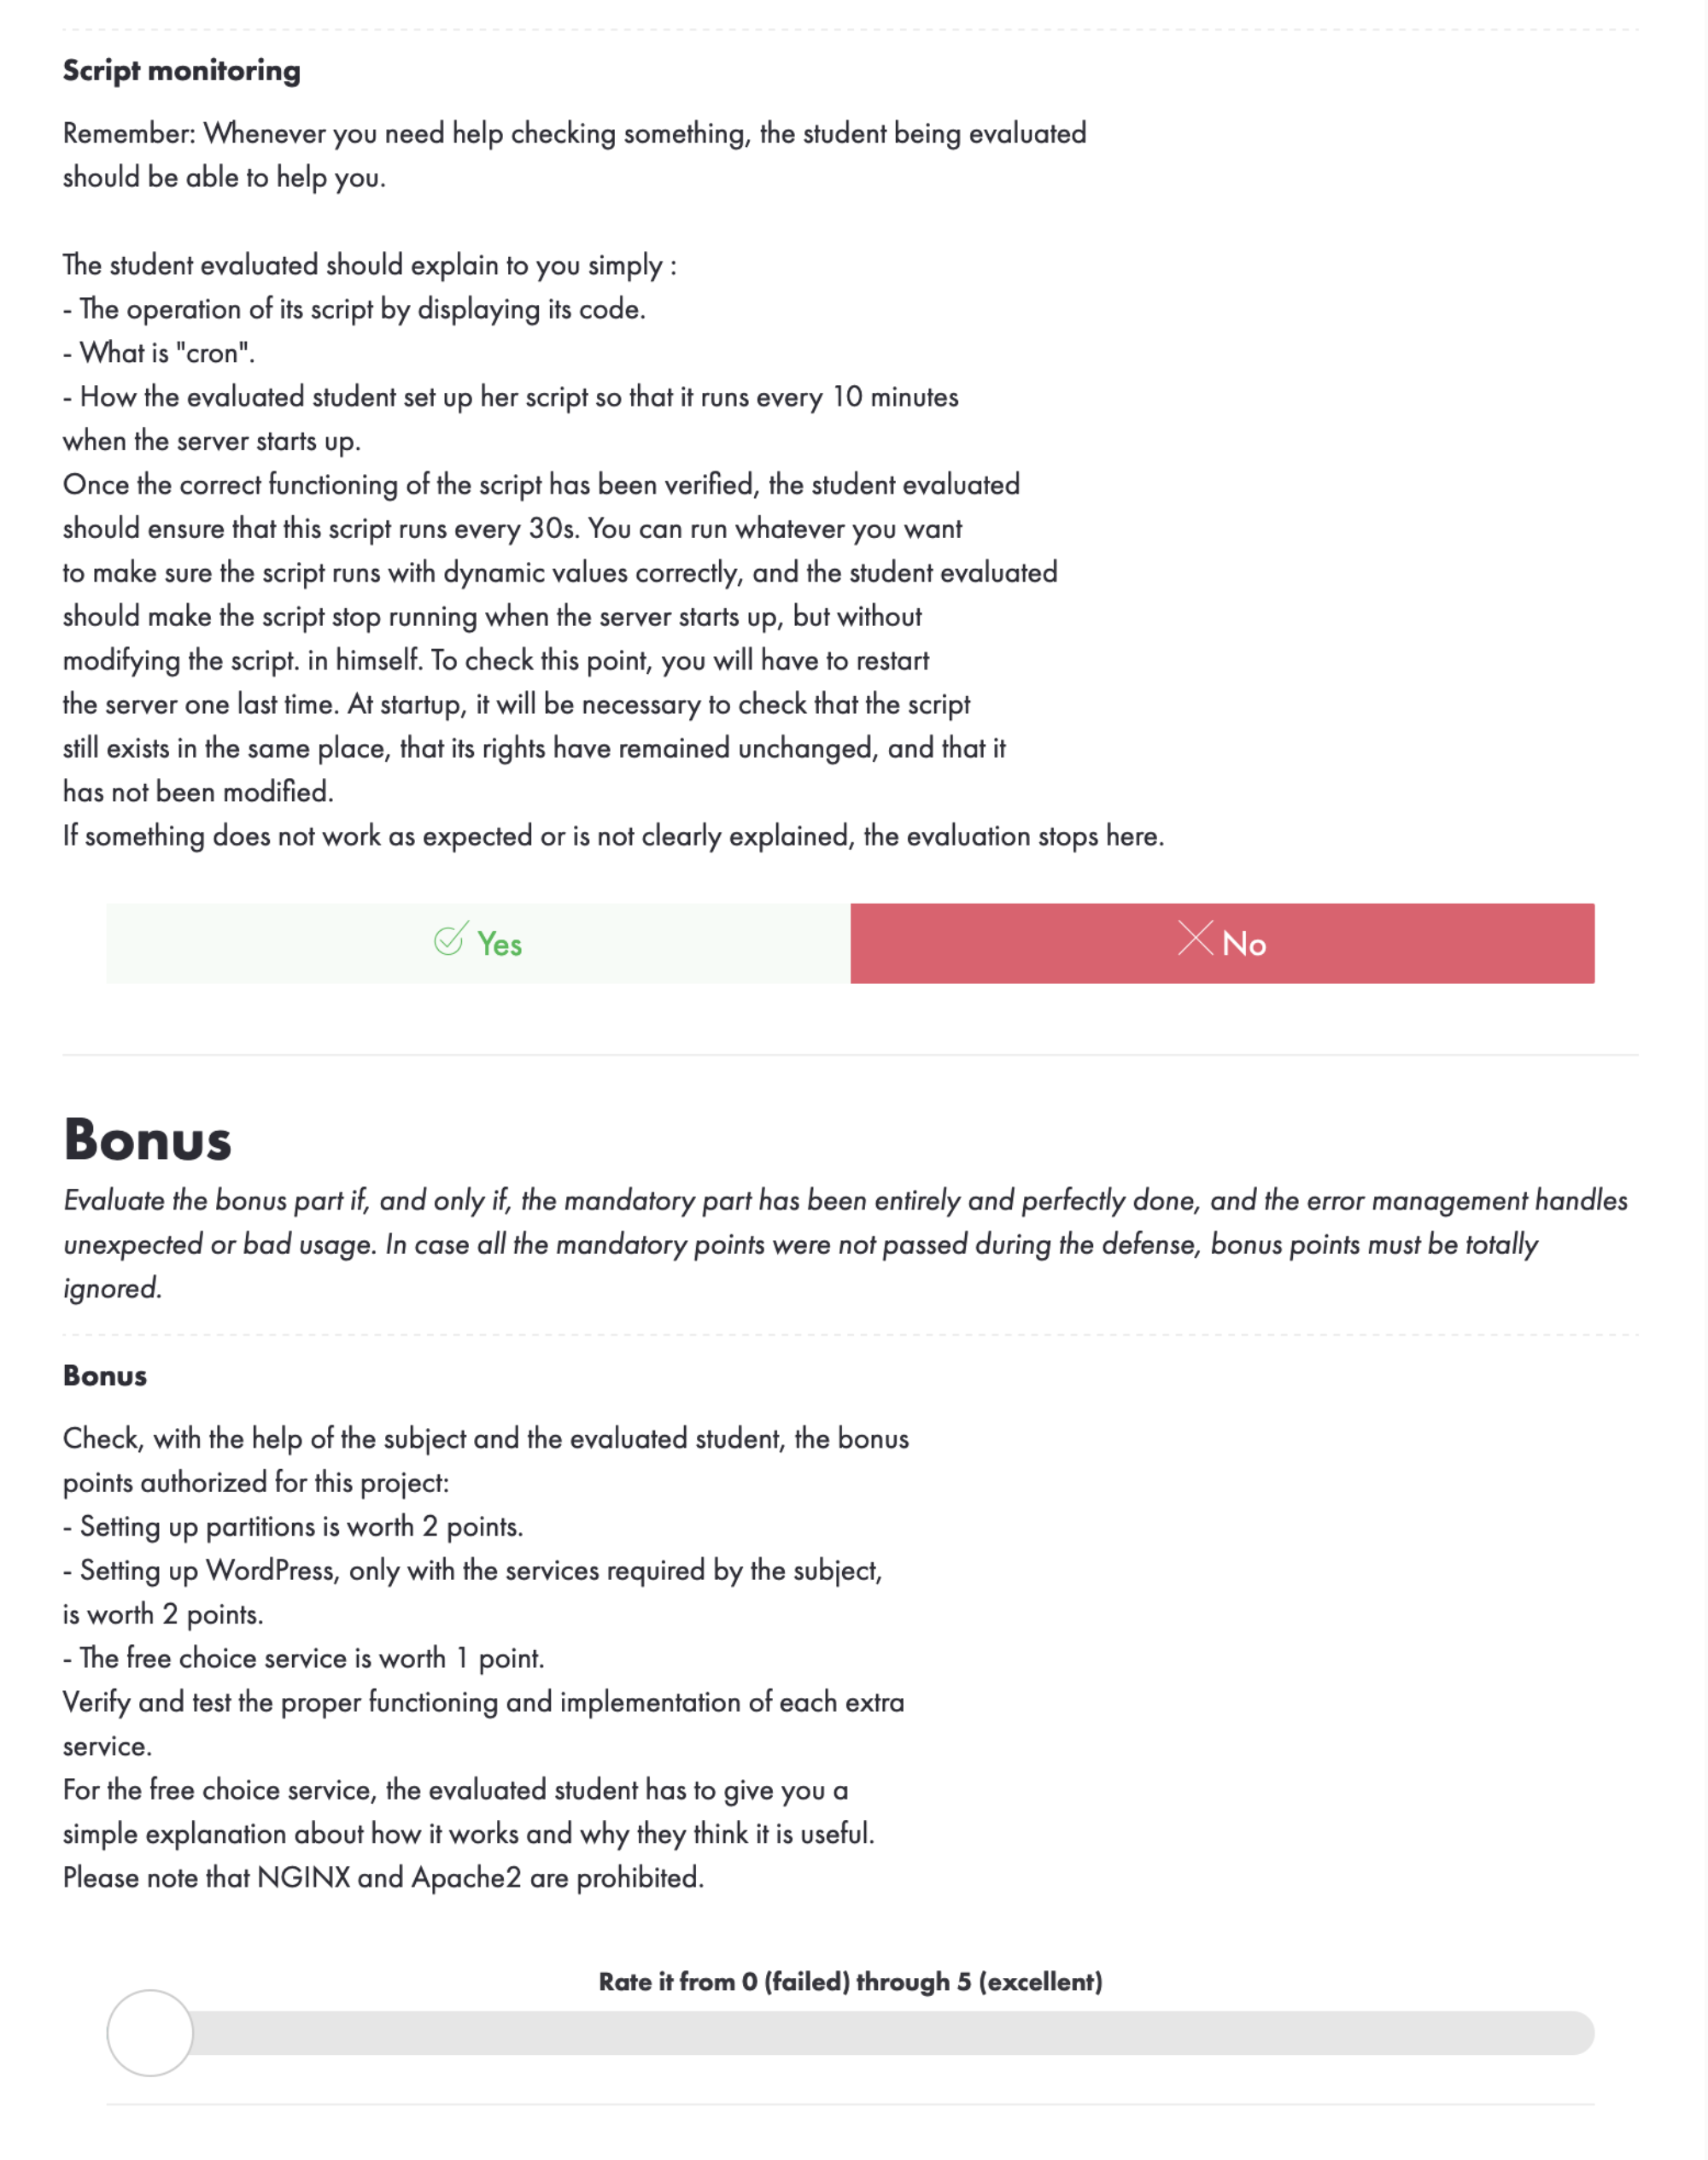 Script monitoring
Remember: Whenever you need help checking something, the student being evaluated
should be able to help you.
The student evaluated should explain to you simply :
- The operation of its script by displaying its code.
- What is "cron".
- How the evaluated student set up her script so that it runs every 10 minutes
when the server starts up.
Once the correct functioning of the script has been verified, the student evaluated
should ensure that this script runs every 30s. You can run whatever you want
to make sure the script runs with dynamic values correctly, and the student evaluated
should make the script stop running when the server starts up, but without
modifying the script. in himself. To check this point, you will have to restart
the server one last time. At startup, it will be necessary to check that the script
still exists in the same place, that its rights have remained unchanged, and that it
has not been modified.
If something does not work as expected or is not clearly explained, the evaluation stops here.
Yes
No
Bonus
Evaluate the bonus part if, and only if, the mandatory part has been entirely and perfectly done, and the error management handles
unexpected or bad usage. In case all the mandatory points were not passed during the defense, bonus points must be totally
ignored.
Bonus
Check, with the help of the subject and the evaluated student, the bonus
points authorized for this project:
- Setting up partitions is worth 2 points.
- Setting up WordPress, only with the services required by the subject,
is worth 2 points.
- The free choice service is worth 1 point.
Verify and test the proper functioning and implementation of each extra
service.
For the free choice service, the evaluated student has to give you a
simple explanation about how it works and why they think it is useful.
Please note that NGINX and Apache2 are prohibited.
Rate it from 0 (failed) through 5 (excellent)